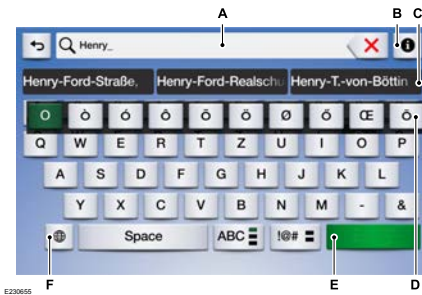 A B C
Henry_ i
Henry-Ford-Straße, Henry-Ford-Realschu Henry-T.-von-Böttin
O ò ó ô ö Ø ő Œ
Q W E R T Z U I O P
A S D F G H J K L
Y X C V B N M - &
Space ABC !@#
F E D
E230655